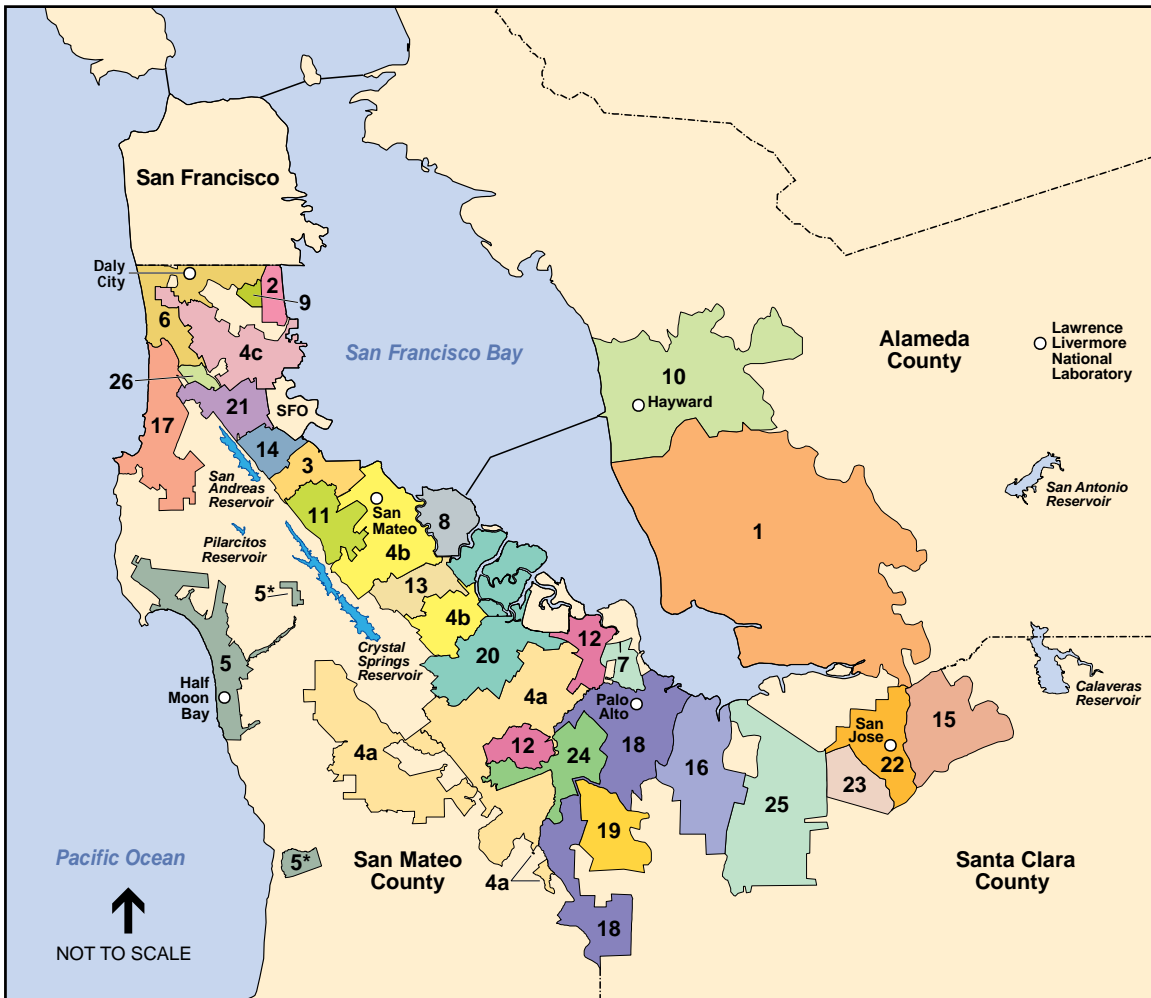 San Francisco
Daly
City
2
9
6
4c
San Francisco Bay
Alameda
County
Lawrence
Livermore
National
Laboratory
26
10
Hayward
21
SFO
17
14
3
San
Andreas
Reservoir
11
San
Mateo
8
San Antonio
Reservoir
1
Pilarcitos
Reservoir
4b
13
5*
4b
12
Crystal
Springs
Reservoir
20
7
5
Half
Moon
Bay
4a
Palo
Alto
Calaveras
Reservoir
15
San
Jose
12
24
18
4a
16
22
23
25
19
Pacific Ocean
5*
San Mateo
County
4a
Santa Clara
County
18
NOT TO SCALE